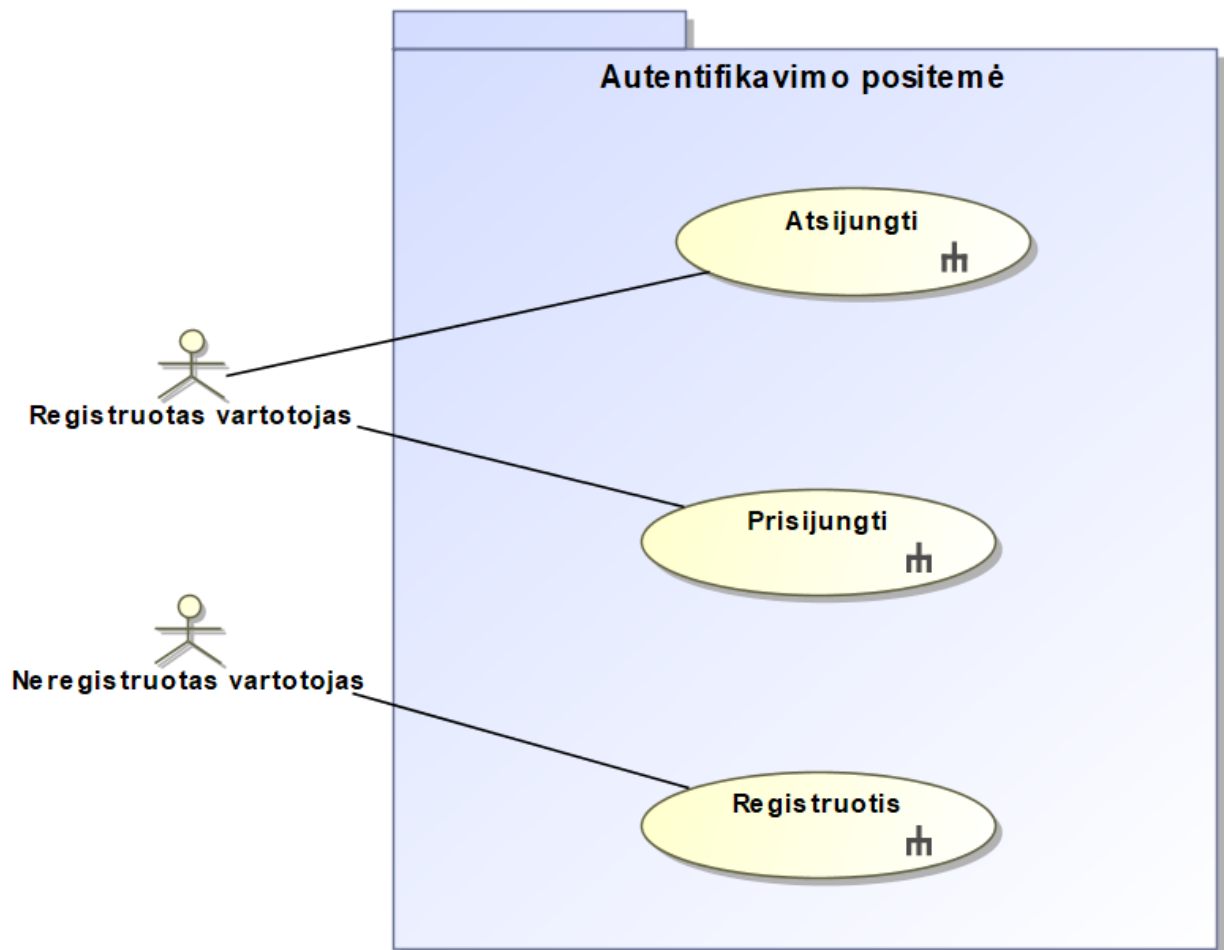 Autentifikavimo positemė
Atsijungti
Registruotas vartotojas
Prisijungti
Neregistruotas vartotojas
Registruotis